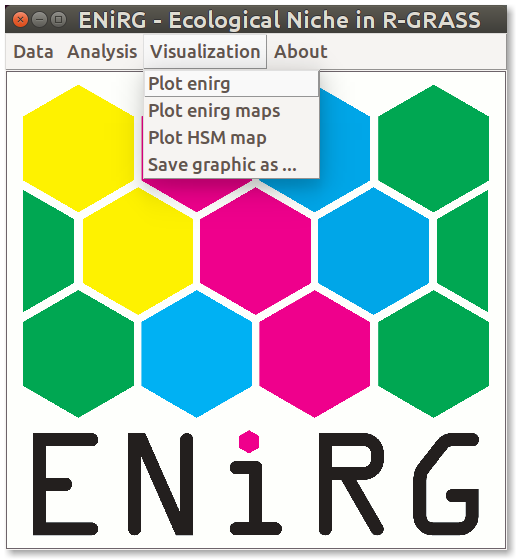 ENiRG - Ecological Niche in R-GRASS
Data Analysis Visualization About
Plot enirg
Plot enirg maps
Plot HSM map
Save graphic as ...
ENiRG